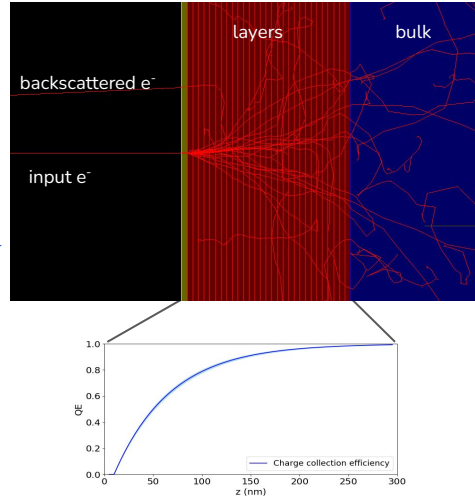 layers
bulk
backscattered e⁻
input e⁻
1.0
0.8
0.6
0.4
0.2
0.0
QE
Charge collection efficiency
0
50
100
150
200
250
300
z (nm)